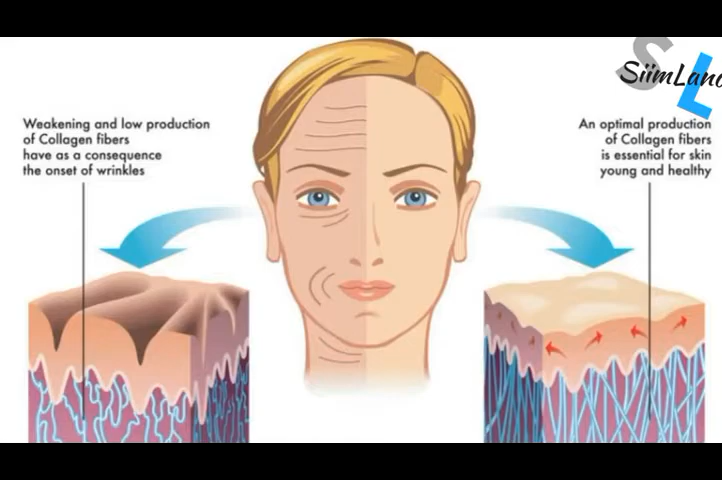 SL
SiimLand
Weakening and low production
of Collagen fibers
have as a consequence
the onset of wrinkles
An optimal production
of Collagen fibers
is essential for skin
young and healthy